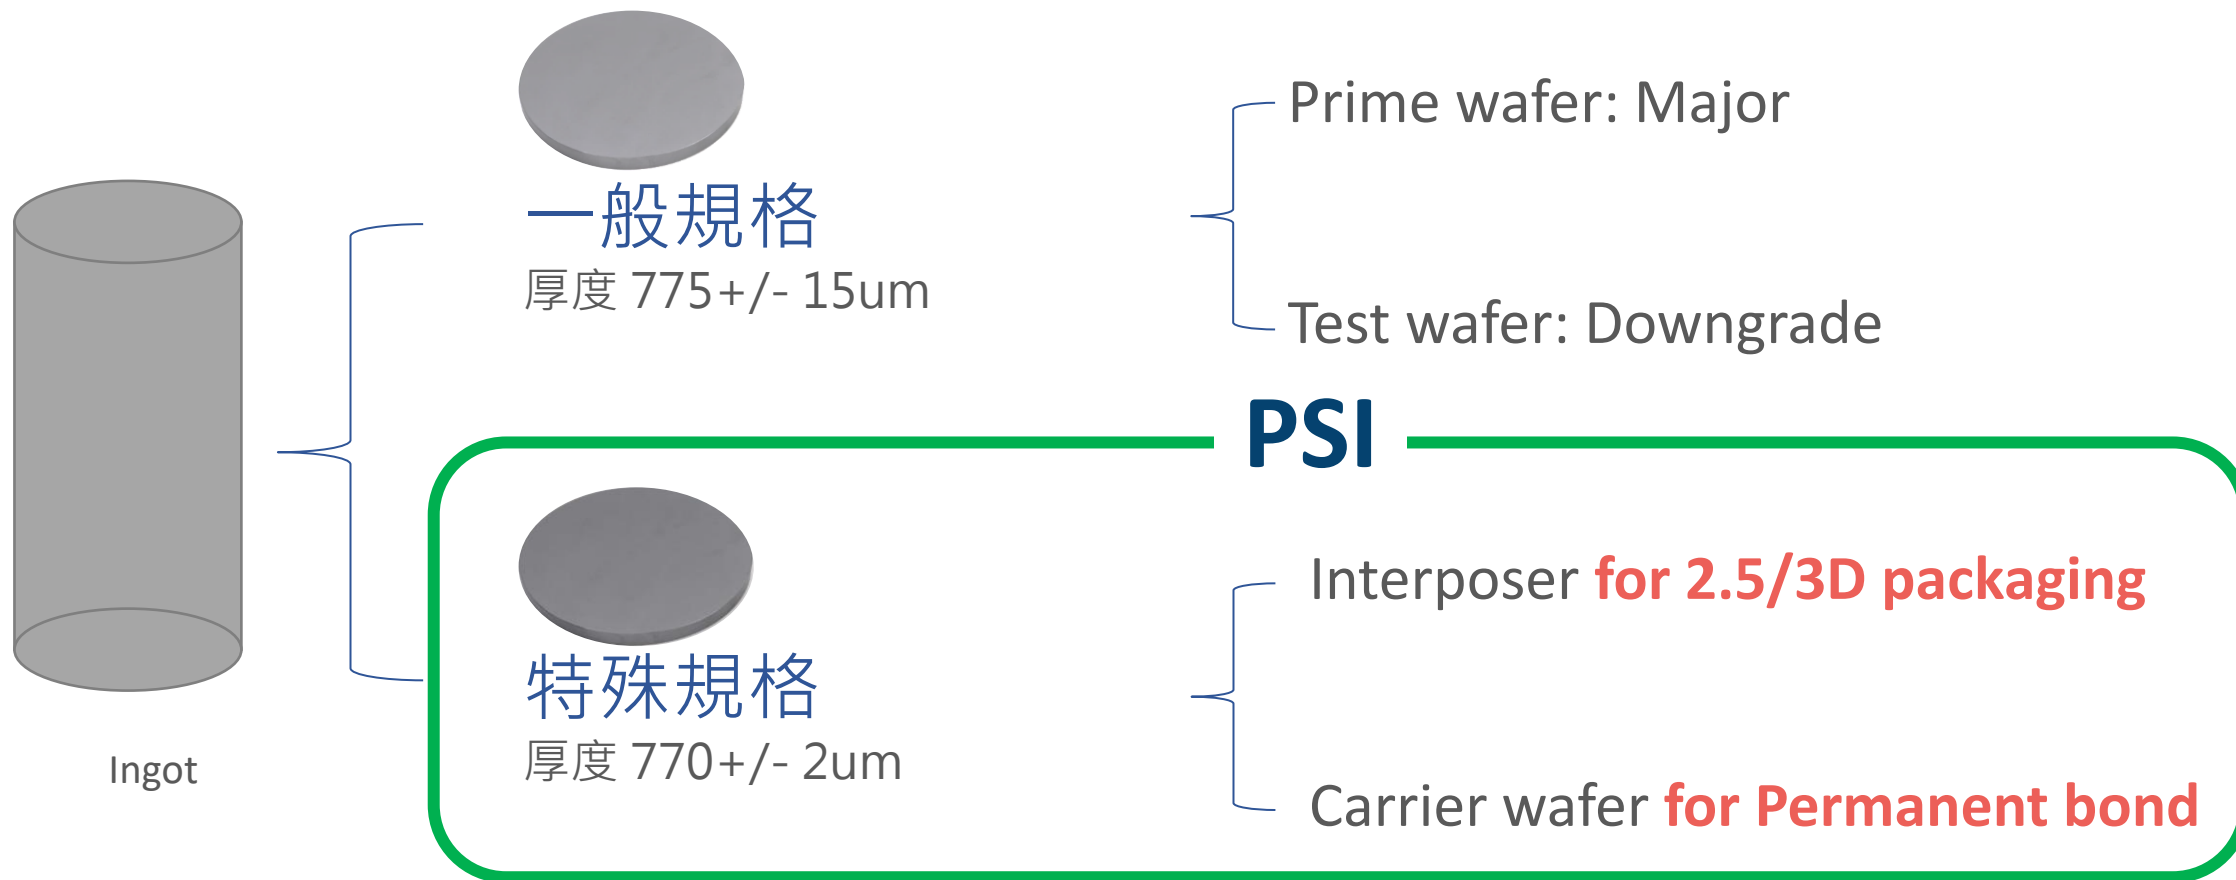 一般規格
厚度 775+/- 15um
Prime wafer: Major
Test wafer: Downgrade
PSI
特殊規格
厚度 770+/- 2um
Interposer for 2.5/3D packaging
Carrier wafer for Permanent bond
Ingot